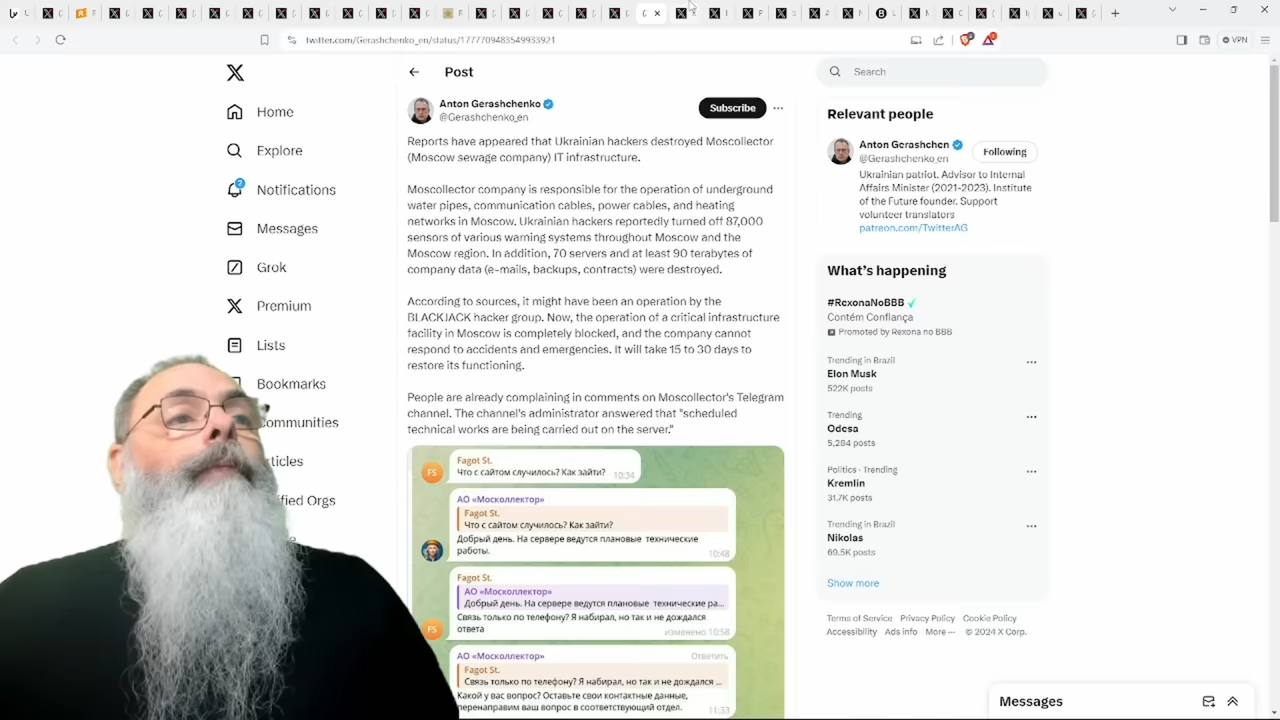 twitter.com/Gerashchenko_en/status/1777709483549933921
VPN
Home
Explore
2
Notifications
Messages
Grok
Premium
Lists
Bookmarks
ommunities
ticles
ified Orgs
Post
Anton Gerashchenko
@Gerashchenko_en
Subscribe
Reports have appeared that Ukrainian hackers destroyed Moscollector
(Moscow sewage company) IT infrastructure.
Moscollector company is responsible for the operation of underground
water pipes, communication cables, power cables, and heating
networks in Moscow. Ukrainian hackers reportedly turned off 87,000
sensors of various warning systems throughout Moscow and the
Moscow region. In addition, 70 servers and at least 90 terabytes of
company data (e-mails, backups, contracts) were destroyed.
According to sources, it might have been an operation by the
BLACKJACK hacker group. Now, the operation of a critical infrastructure
facility in Moscow is completely blocked, and the company cannot
respond to accidents and emergencies. It will take 15 to 30 days to
restore its functioning.
People are already complaining in comments on Moscollector's Telegram
channel. The channel's administrator answered that "scheduled
technical works are being carried out on the server."
Fagot St.
FS
Что с сайтом случилось? Как зайти?
10:34
АО «Москоллектор»
Fagot St.
Что с сайтом случилось? Как зайти?
Добрый день. На сервере ведутся плановые технические
работы.
10:48
Fagot St.
АО «Москоллектор»
Добрый день. На сервере ведутся плановые технические ра...
Связь только по телефону? Я набирал, но так и не дождался
FS
ответа
изменено 10:58
АО «Москоллектор»
Ответить
Fagot St.
Связь только по телефону? Я набирал, но так и не дождался ...
Какой у вас вопрос? Оставьте свои контактные данные,
перенаправим ваш вопрос в соответствующий отдел.
11:33
Search
Relevant people
Anton Gerashchen
@Gerashchenko_en
Following
Ukrainian patriot. Advisor to Internal
Affairs Minister (2021-2023). Institute
of the Future founder. Support
volunteer translators
patreon.com/TwitterAG
What's happening
#RexonaNoBBB
Contém Confiança
Promoted by Rexona no BBB
Trending in Brazil
Elon Musk
522K posts
Trending
Odesa
5,284 posts
Politics · Trending
Kremlin
31.7K posts
Trending in Brazil
Nikolas
69.5K posts
Show more
Terms of Service Privacy Policy Cookie Policy
Accessibility Ads info More ··· © 2024 X Corp.
Messages